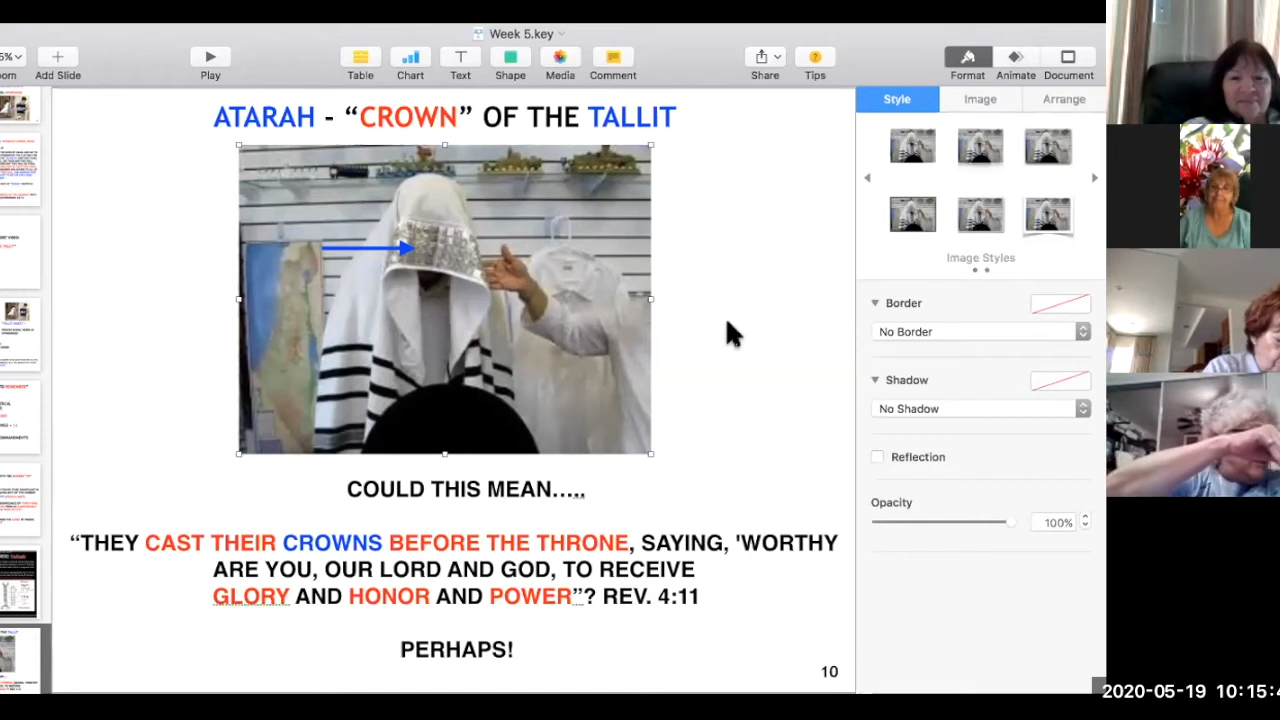 Week 5.key
Add Slide
Play
Table
Chart
Text
Shape
Media
Comment
Share
Tips
Format
Animate
Document
ATARAH - “CROWN” OF THE TALLIT
COULD THIS MEAN.....
“THEY CAST THEIR CROWNS BEFORE THE THRONE, SAYING, 'WORTHY
ARE YOU, OUR LORD AND GOD, TO RECEIVE
GLORY AND HONOR AND POWER”? REV. 4:11
PERHAPS!
10
Style
Image
Arrange
Image Styles
Border
No Border
Shadow
No Shadow
Reflection
Opacity
100%
2020-05-19 10:15:4